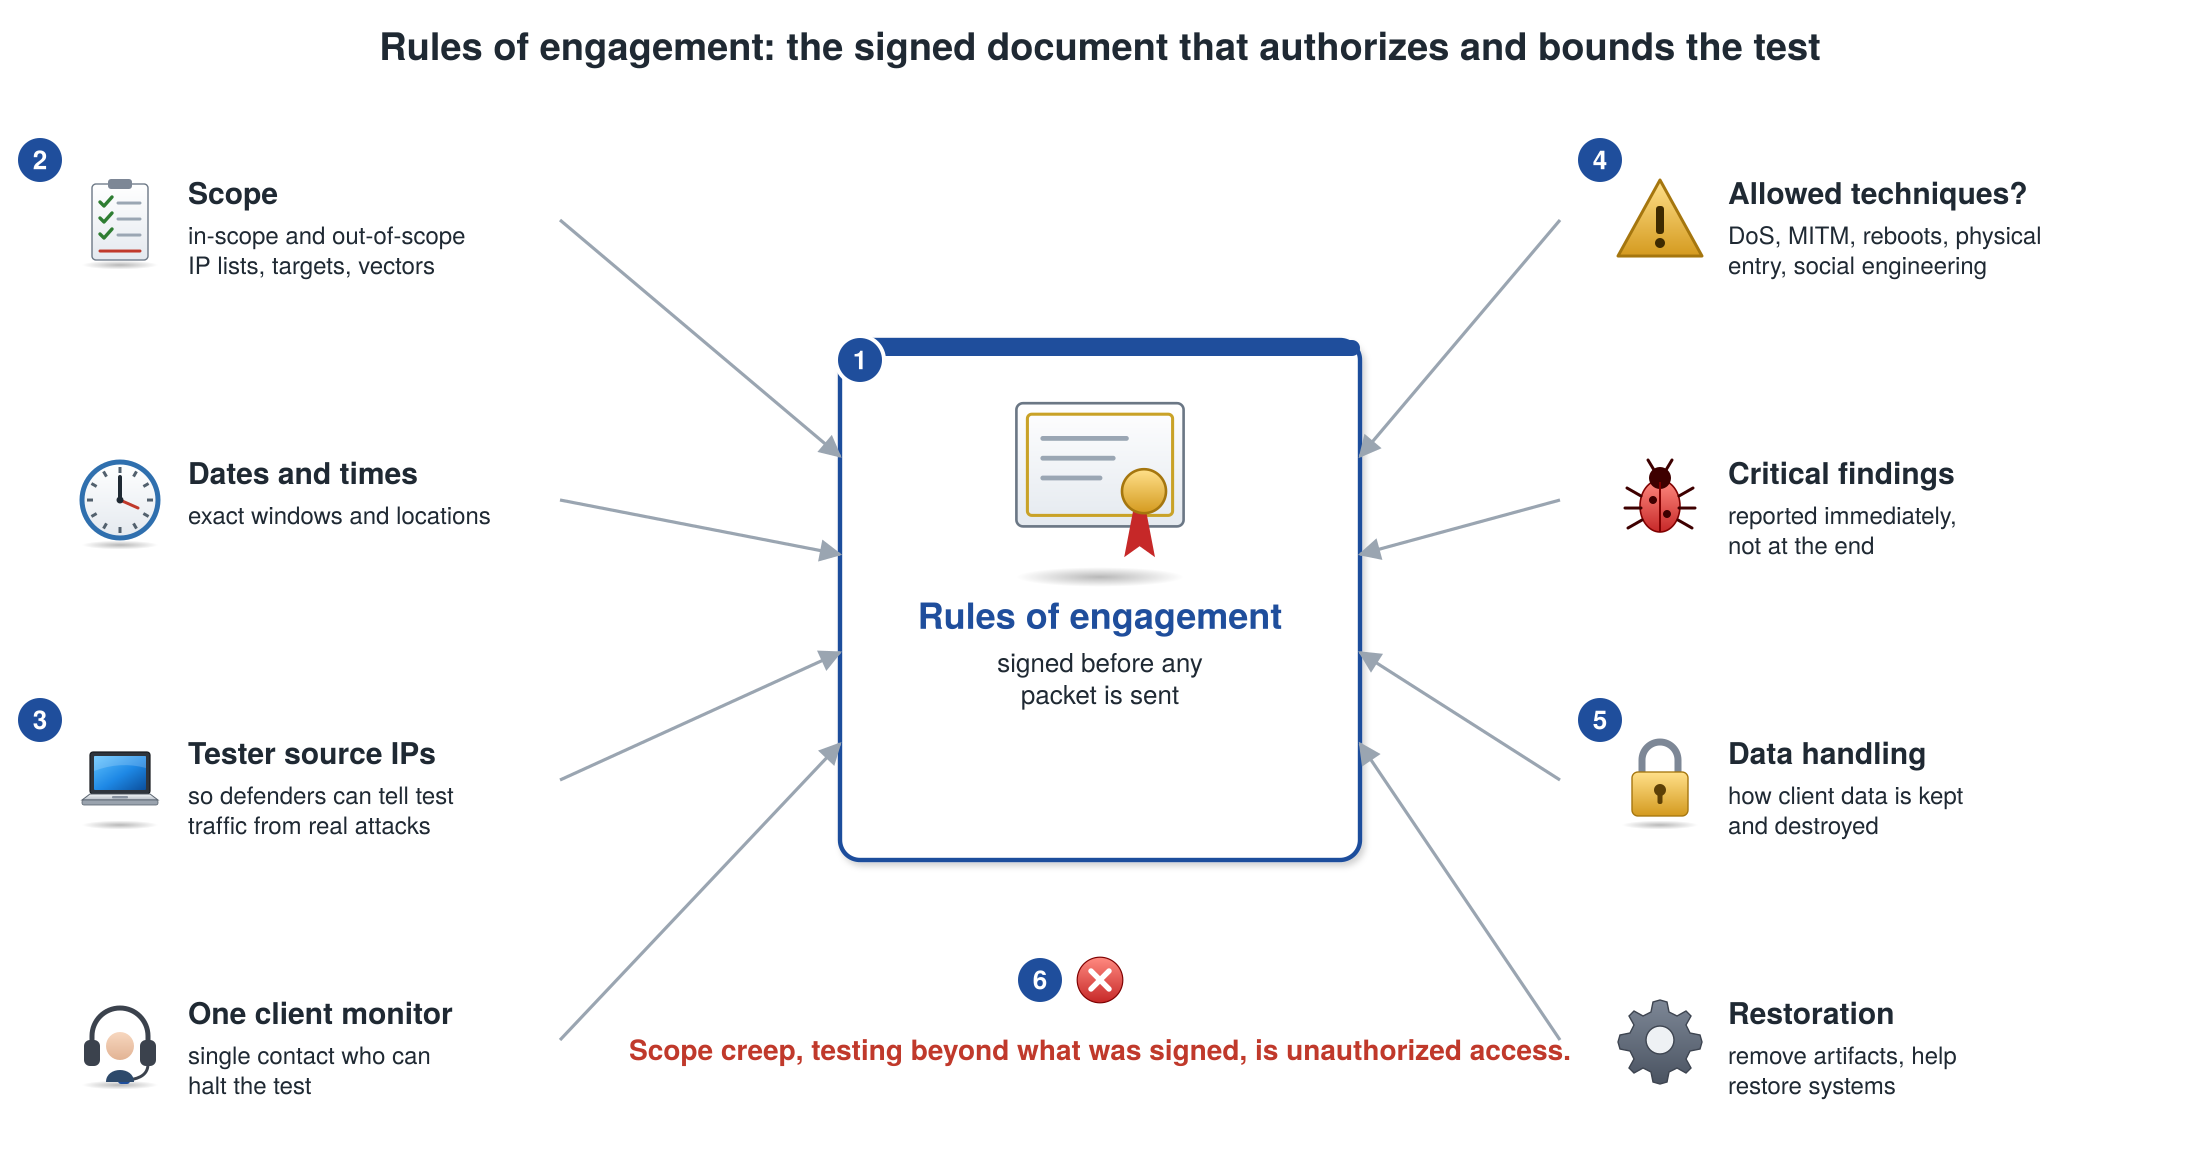 Rules of engagement: the signed document that authorizes and bounds the test
2
Scope
in-scope and out-of-scope
IP lists, targets, vectors
Dates and times
exact windows and locations
3
Tester source IPs
so defenders can tell test
traffic from real attacks
One client monitor
single contact who can
halt the test
1
Rules of engagement
signed before any
packet is sent
4
Allowed techniques?
DoS, MITM, reboots, physical
entry, social engineering
Critical findings
reported immediately,
not at the end
5
Data handling
how client data is kept
and destroyed
Restoration
remove artifacts, help
restore systems
6
Scope creep, testing beyond what was signed, is unauthorized access.